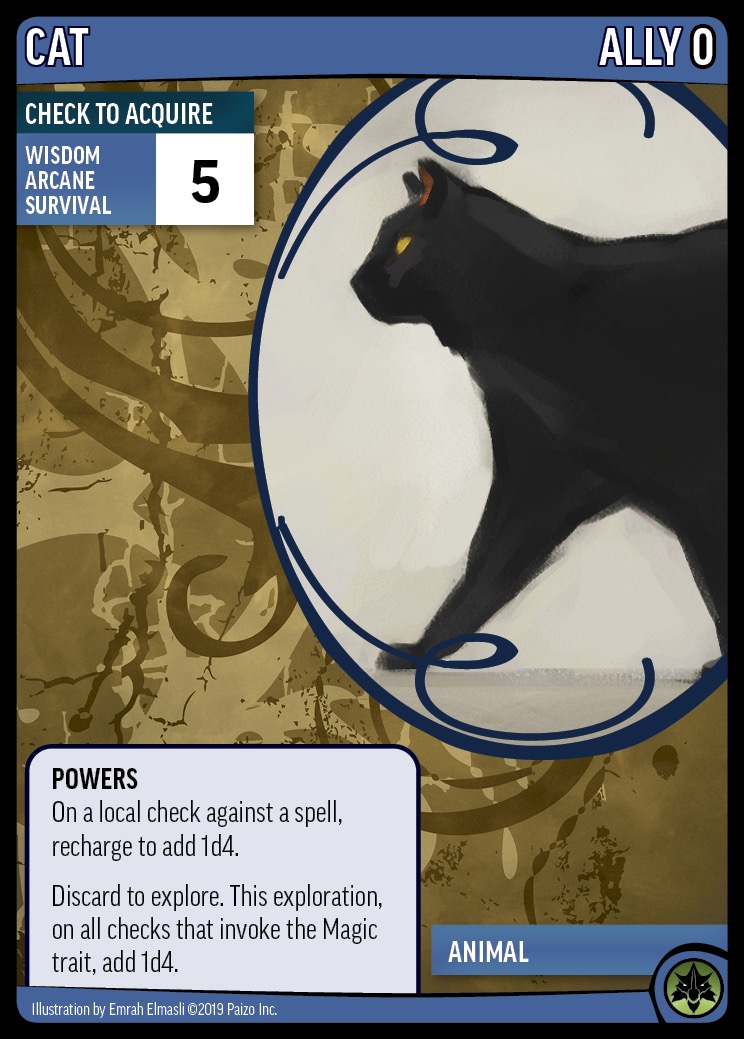 CAT
ALLY 0
CHECK TO ACQUIRE
WISDOM
ARCANE
SURVIVAL
5
POWERS
On a local check against a spell,
recharge to add 1d4.
Discard to explore. This exploration,
on all checks that invoke the Magic
trait, add 1d4.
ANIMAL
Illustration by Emrah Elmasli ©2019 Paizo Inc.